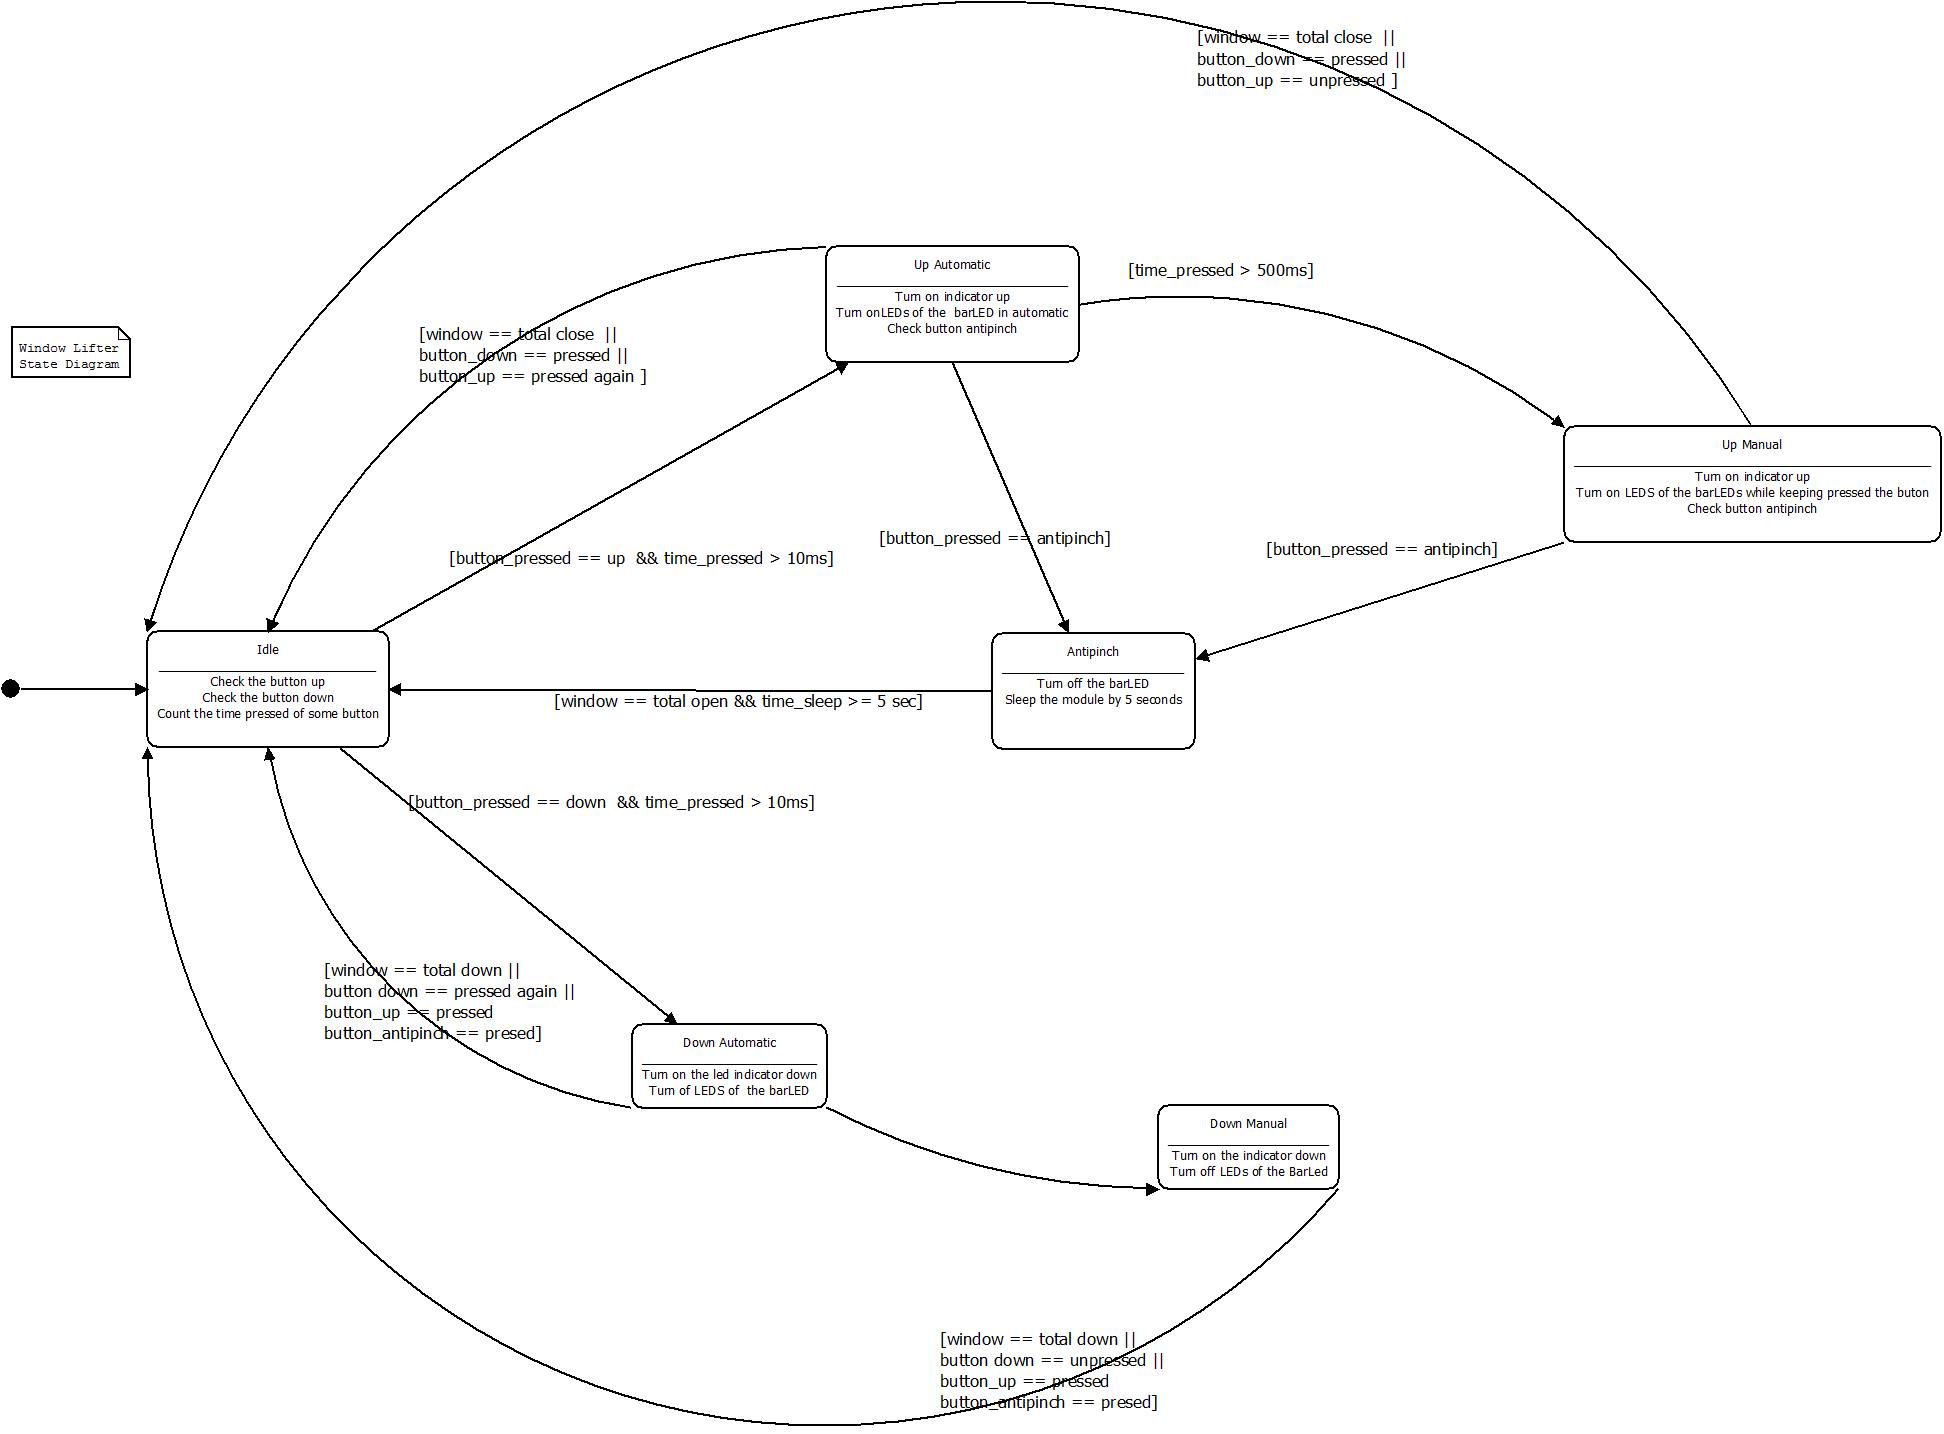 [window == total close  ||
button_down == pressed ||
button_up == unpressed ]
Up Automatic
Turn on indicator up
Turn onLEDs of the  barLED in automatic
Check button antipinch
[time_pressed > 500ms]
[window == total close  ||
button_down == pressed ||
button_up == pressed again ]
Window Lifter
State Diagram
Up Manual
Turn on indicator up
Turn on LEDS of the barLEDs while keeping pressed the buton
Check button antipinch
[button_pressed == up  && time_pressed > 10ms]
[button_pressed == antipinch]
[button_pressed == antipinch]
Idle
Check the button up
Check the button down
Count the time pressed of some button
Antipinch
Turn off the barLED
Sleep the module by 5 seconds
[window == total open && time_sleep >= 5 sec]
[button_pressed == down  && time_pressed > 10ms]
[window == total down ||
button down == pressed again ||
button_up == pressed
button_antipinch == presed]
Down Automatic
Turn on the led indicator down
Turn of LEDS of  the barLED
Down Manual
Turn on the indicator down
Turn off LEDs of the BarLed
[window == total down ||
button down == unpressed ||
button_up == pressed
button_antipinch == presed]